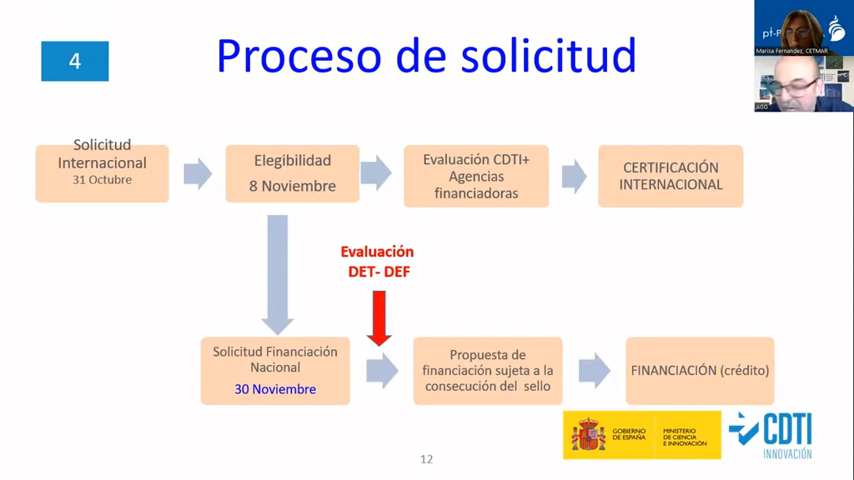 4
Proceso de solicitud
pt-P
Marisa Fernandez, CETMAR
AGG
Solicitud
Internacional
31 Octubre
Elegibilidad
8 Noviembre
Evaluación CDTI+
Agencias
financiadoras
CERTIFICACIÓN
INTERNACIONAL
Evaluación
DET- DEF
Solicitud Financiación
Nacional
30 Noviembre
Propuesta de
financiación sujeta a la
consecución del sello
FINANCIACIÓN (crédito)
GOBIERNO
DE ESPAÑA
MINISTERIO
DE CIENCIA
E INNOVACIÓN
CDTI
INNOVACIÓN
12